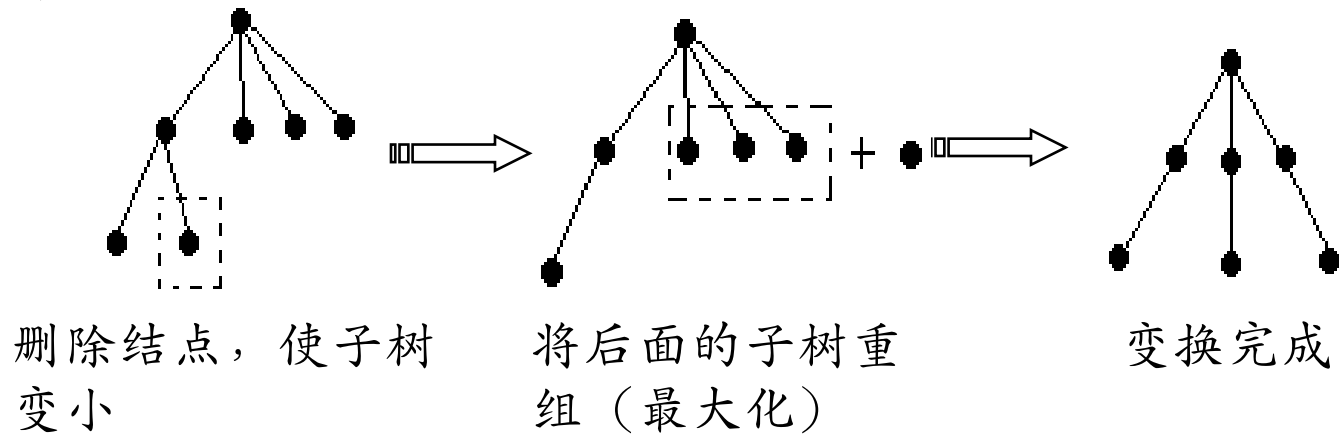 +
删除结点，使子树
变小
将后面的子树重
组（最大化）
变换完成